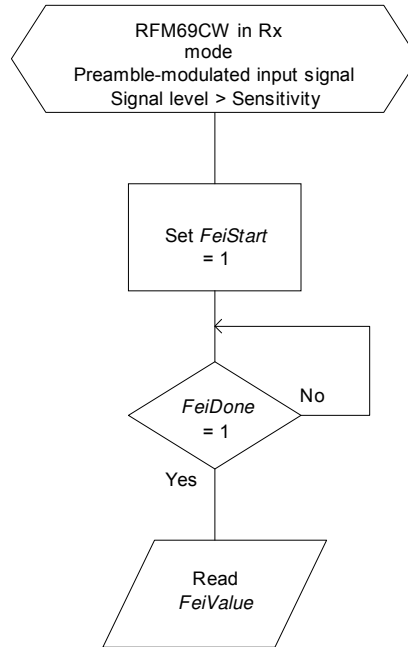 RFM69CW in Rx
mode
Preamble-modulated input signal
Signal level > Sensitivity
Set FeiStart
= 1
FeiDone
= 1
No
Yes
Read
FeiValue